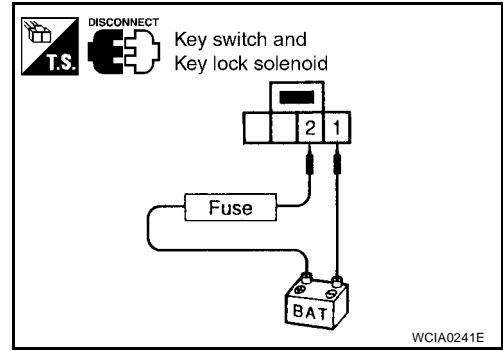 DISCONNECT
T.S.
Key switch and
Key lock solenoid
2 1
Fuse
BAT
WCIA0241E